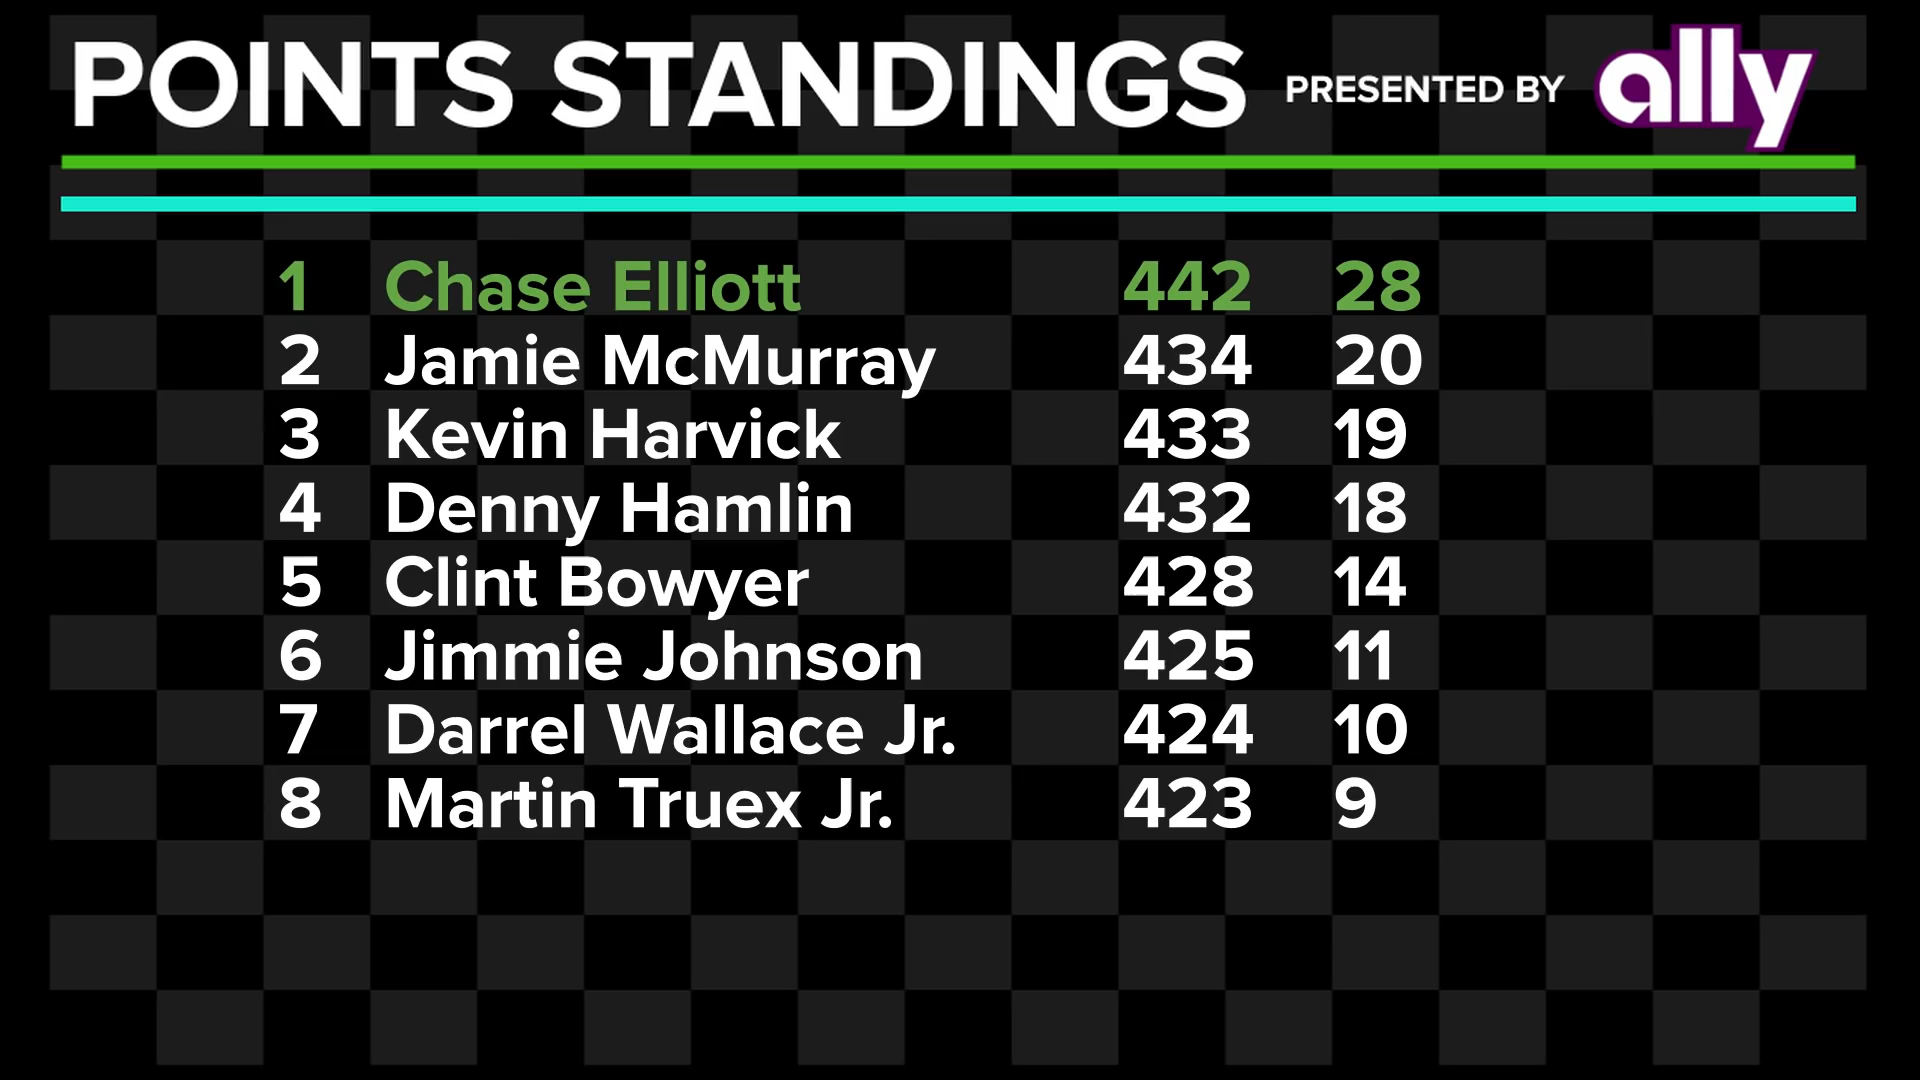 POINTS STANDINGS PRESENTED BY ally
1 Chase Elliott 442 28
2 Jamie McMurray 434 20
3 Kevin Harvick 433 19
4 Denny Hamlin 432 18
5 Clint Bowyer 428 14
6 Jimmie Johnson 425 11
7 Darrel Wallace Jr. 424 10
8 Martin Truex Jr. 423 9